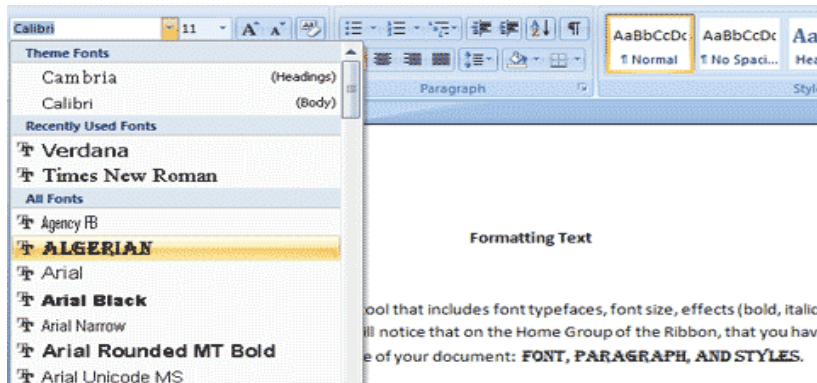 Calibri 11
AaBbCcDc AaBbCcDc Aa
¶ Normal ¶ No Spaci... Hea
Paragraph Style
Theme Fonts
Cambria (Headings)
Calibri (Body)
Recently Used Fonts
Verdana
Times New Roman
All Fonts
Agency FB
ALGERIAN
Arial
Arial Black
Arial Narrow
Arial Rounded MT Bold
Arial Unicode MS
Formatting Text
ool that includes font typefaces, font size, effects (bold, italic
ill notice that on the Home Group of the Ribbon, that you hav
e of your document: FONT, PARAGRAPH, AND STYLES.